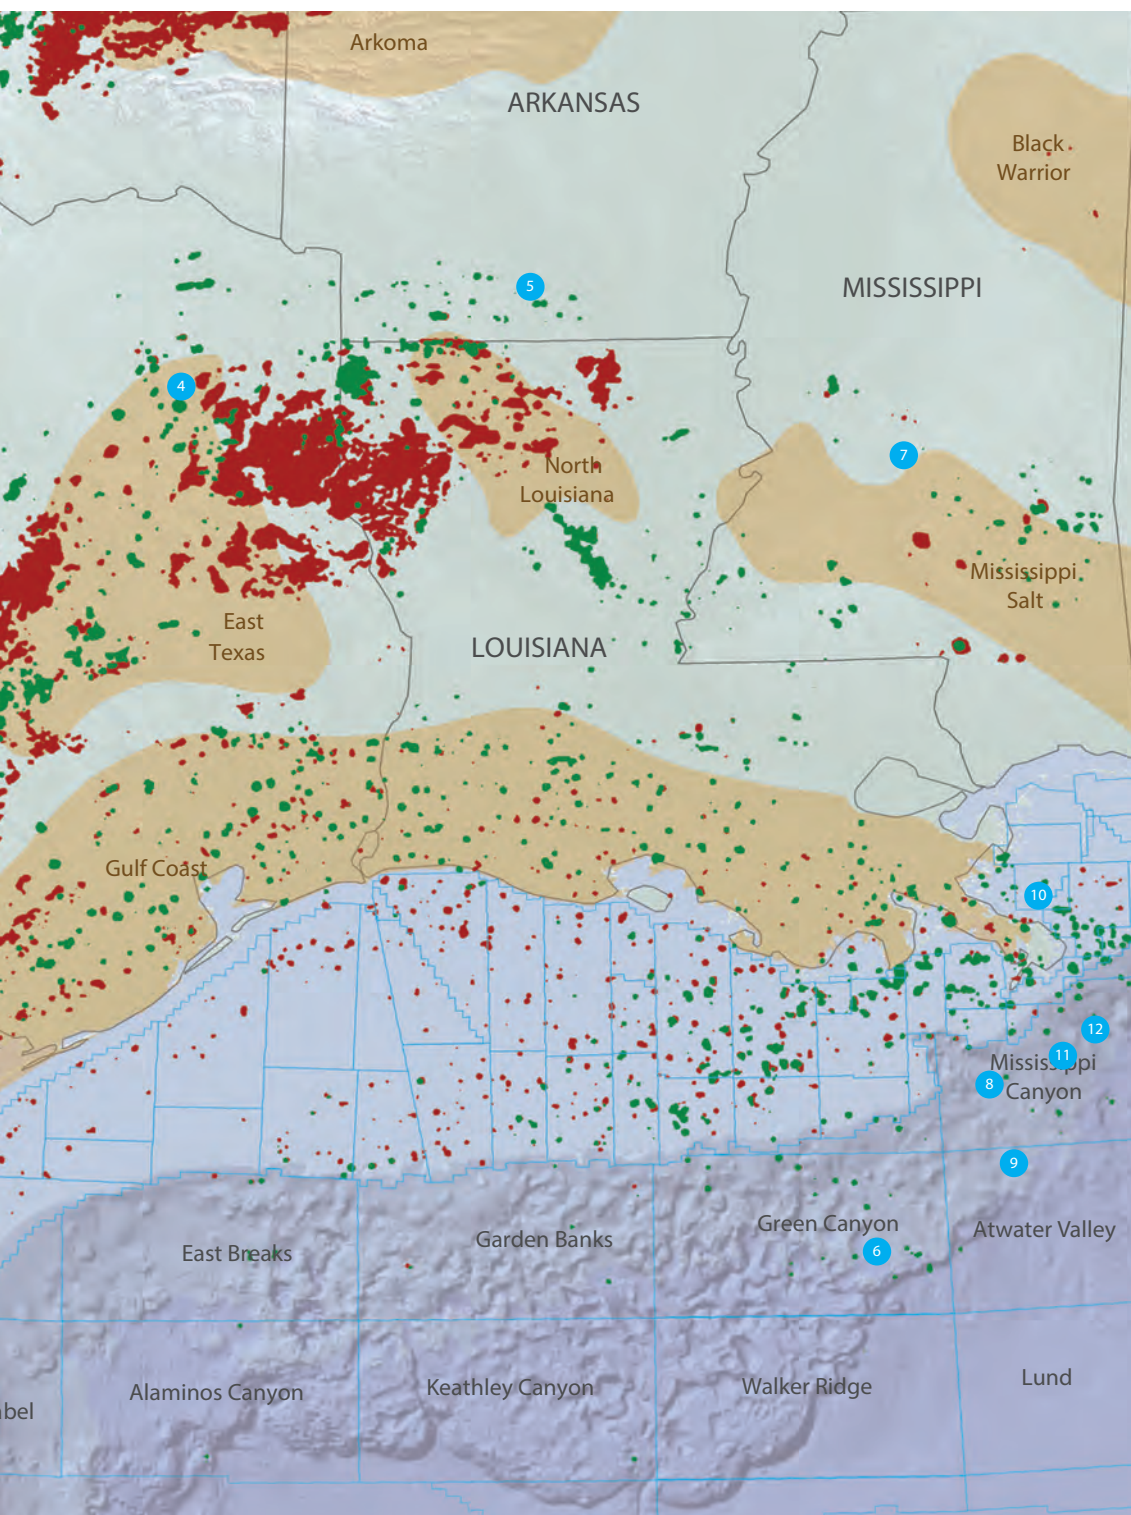 Arkoma
ARKANSAS
Black
Warrior
5
MISSISSIPPI
4
7
North
Louisiana
Mississippi
Salt
East
Texas
LOUISIANA
Gulf Coast
10
12
11
Mississippi
8
Canyon
9
Green Canyon
Atwater Valley
Garden Banks
East Breaks
6
Lund
Walker Ridge
Keathley Canyon
Alaminos Canyon
bel